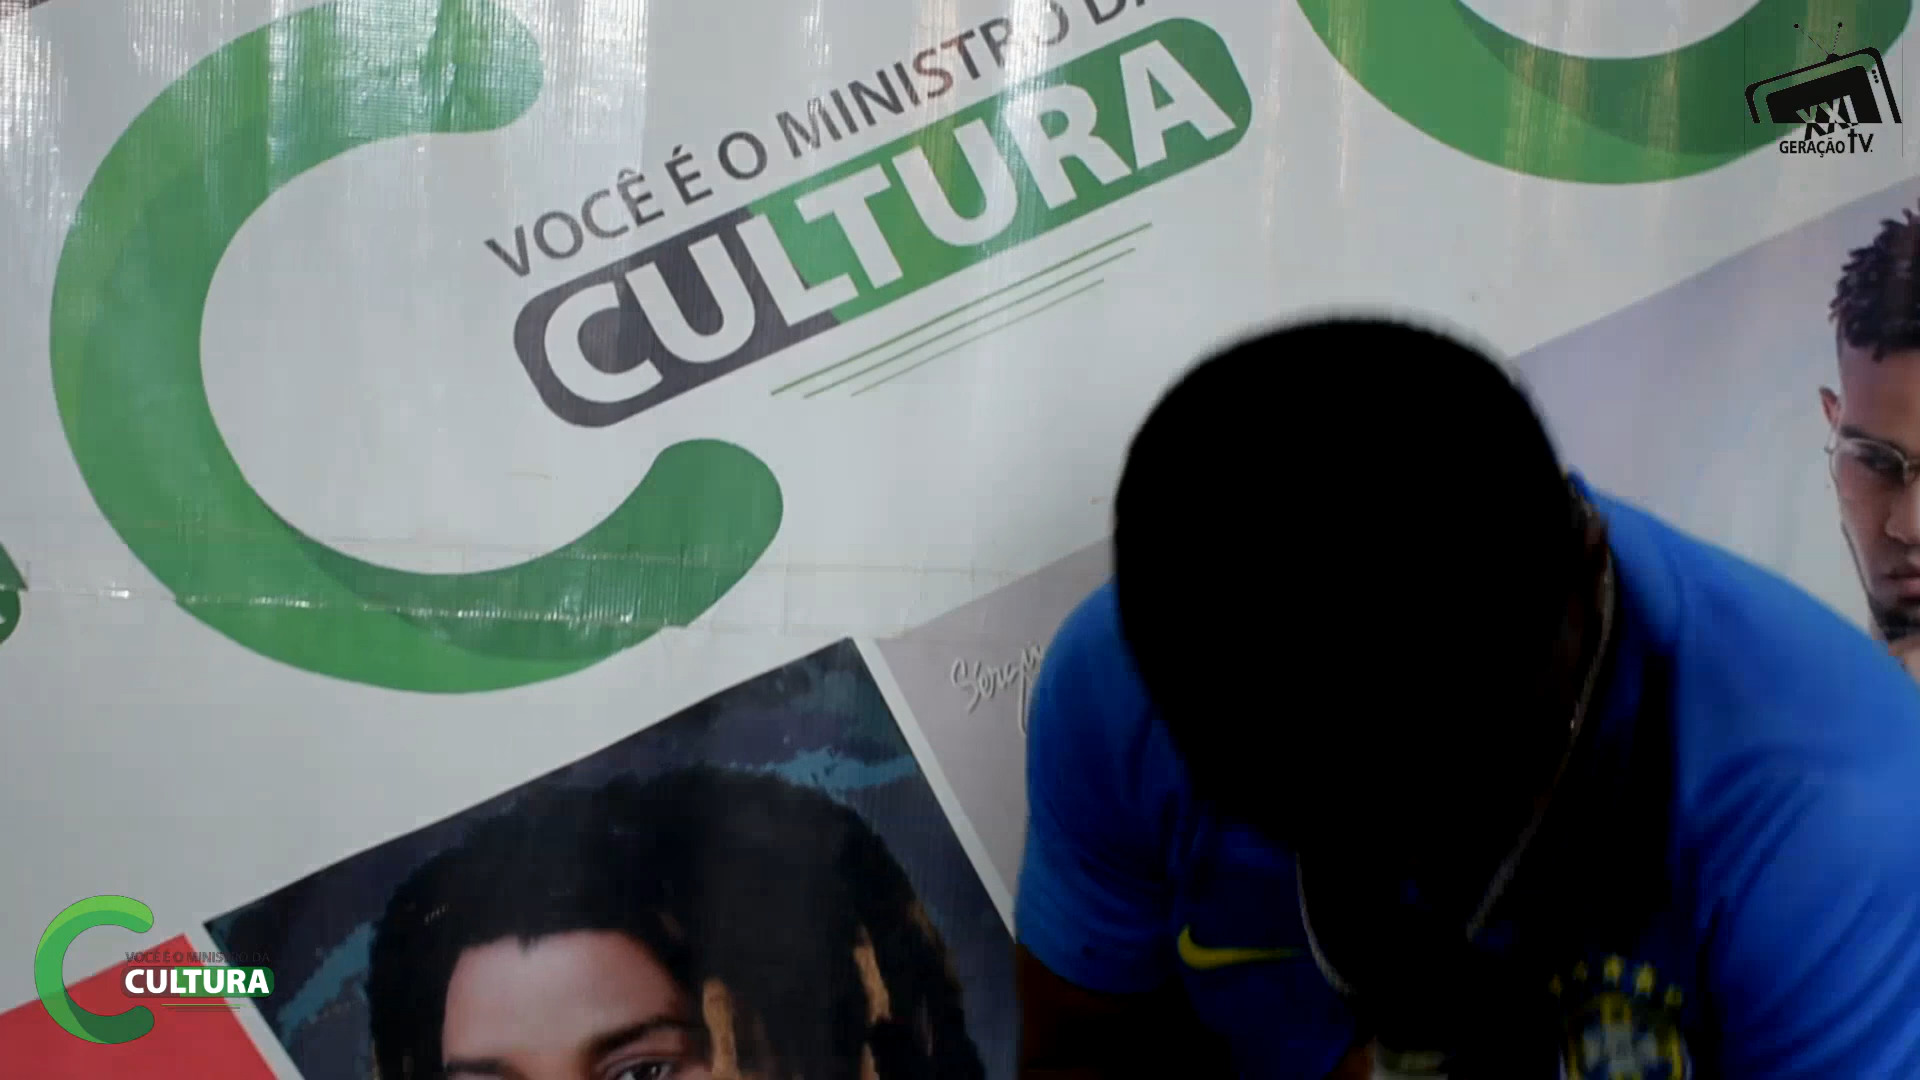 VOCÊ É O MINISTRO DA
CULTURA
XXI
GERAÇÃO TV.
VOCÊ É O MINISTRO DA
CULTURA